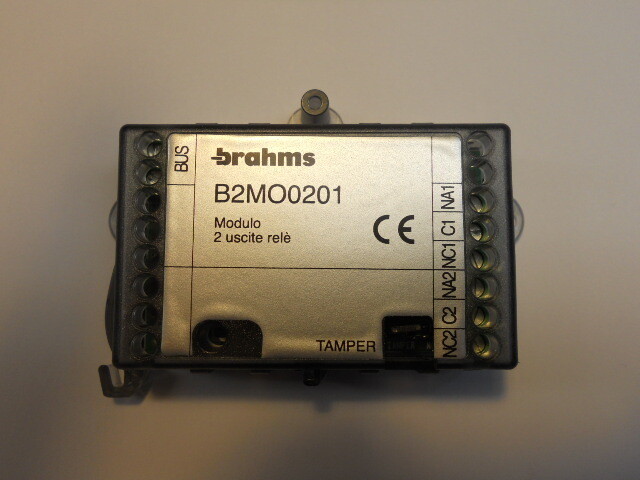 BUS
brahms
B2MO0201
Modulo
2 uscite relè
CE
TAMPER
NA1
C1
NC1
NA2
C2
NC2